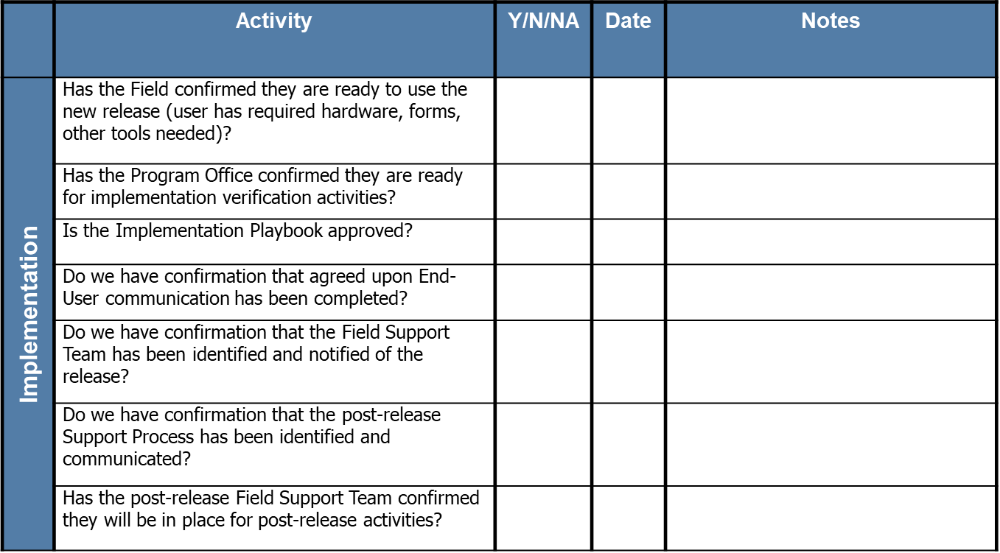 Activity
Y/N/NA
Date
Notes
Implementation
Has the Field confirmed they are ready to use the
new release (user has required hardware, forms,
other tools needed)?
Has the Program Office confirmed they are ready
for implementation verification activities?
Is the Implementation Playbook approved?
Do we have confirmation that agreed upon End-
User communication has been completed?
Do we have confirmation that the Field Support
Team has been identified and notified of the
release?
Do we have confirmation that the post-release
Support Process has been identified and
communicated?
Has the post-release Field Support Team confirmed
they will be in place for post-release activities?